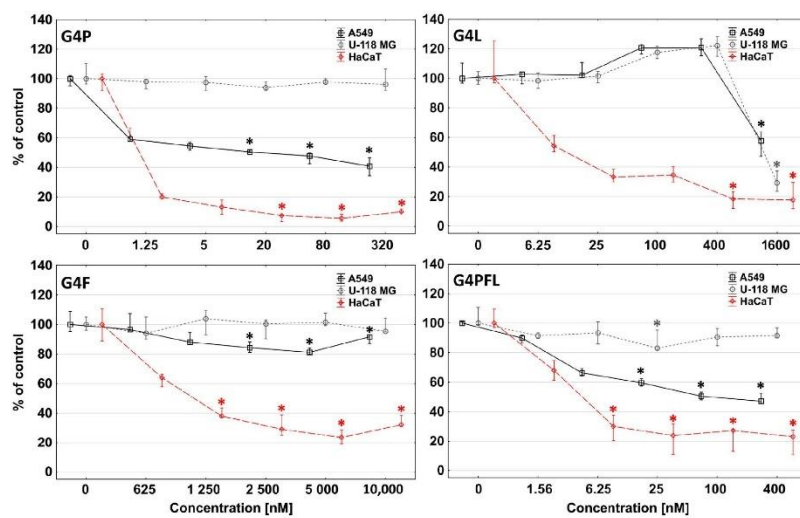 G4P
A549
U-118 MG
HaCaT
% of control
140
120
100
80
60
40
20
0
* * *
* * *
0 1.25 5 20 80 320
G4L
A549
U-118 MG
HaCaT
140
120
100
80
60
40
20
0
* *
* *
0 6.25 25 100 400 1600
G4F
A549
U-118 MG
HaCaT
% of control
140
120
100
80
60
40
20
0
* * *
* * * *
0 625 1 250 2 500 5 000 10,000
Concentration [nM]
G4PFL
A549
U-118 MG
HaCaT
140
120
100
80
60
40
20
0
*
* * *
* * * *
0 1.56 6.25 25 100 400
Concentration [nM]